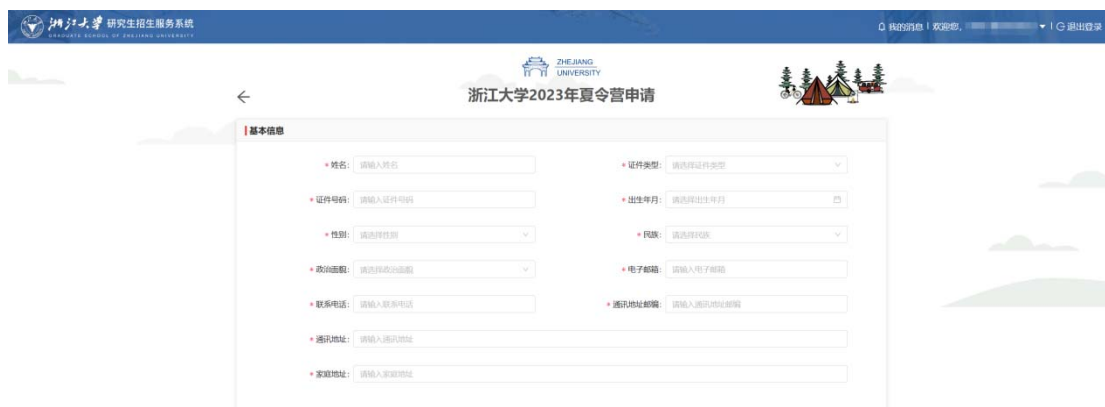 浙江大学 研究生招生服务系统
GRADUATE SCHOOL OF ZHEJIANG UNIVERSITY
我的消息 | 欢迎您, | 退出登录
ZHEJIANG
UNIVERSITY
浙江大学2023年夏令营申请
基本信息
* 姓名: 请输入姓名 * 证件类型: 请选择证件类型
* 证件号码: 请输入证件号码 * 出生年月: 请选择出生年月
* 性别: 请选择性别 * 民族: 请选择民族
* 政治面貌: 请选择政治面貌 * 电子邮箱: 请输入电子邮箱
* 联系电话: 请输入联系电话 * 通讯地址邮编: 请输入通讯地址邮编
* 通讯地址: 请输入通讯地址
* 家庭地址: 请输入家庭地址